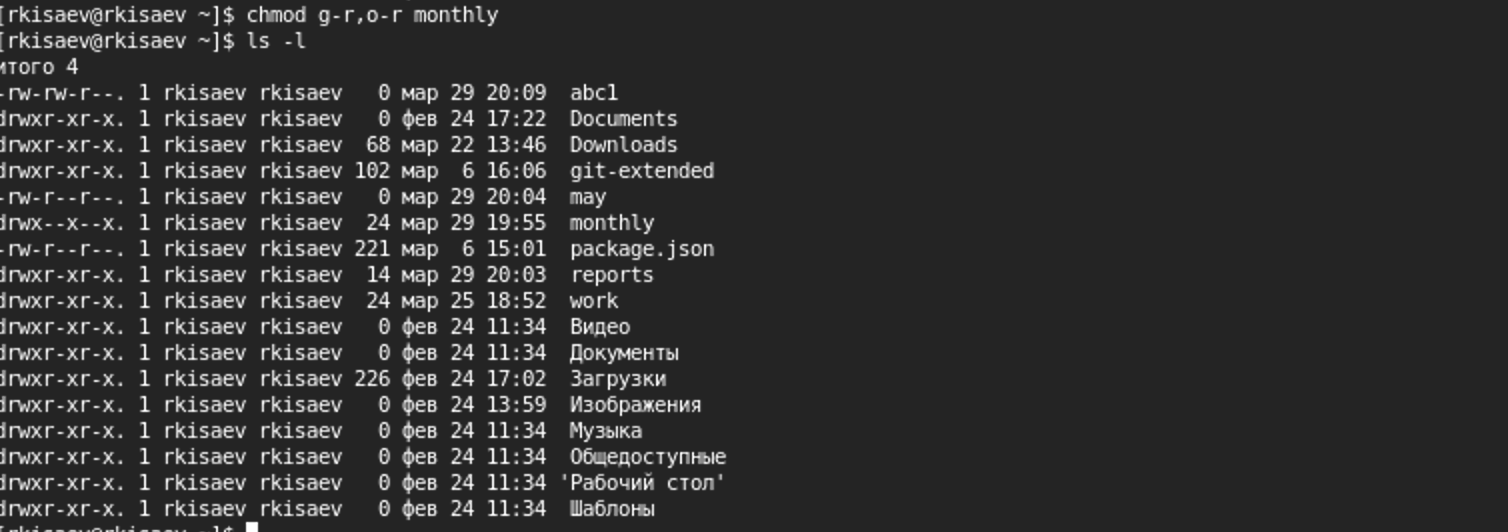 [rkisaev@rkisaev ~]$ chmod g-r,o-r monthly
[rkisaev@rkisaev ~]$ ls -l
итого 4
-rw-rw-r--. 1 rkisaev rkisaev   0 мар 29 20:09  abc1
drwxr-xr-x. 1 rkisaev rkisaev   0 фев 24 17:22  Documents
drwxr-xr-x. 1 rkisaev rkisaev  68 мар 22 13:46  Downloads
drwxr-xr-x. 1 rkisaev rkisaev 102 мар  6 16:06  git-extended
-rw-r--r--. 1 rkisaev rkisaev   0 мар 29 20:04  may
drwx--x--x. 1 rkisaev rkisaev  24 мар 29 19:55  monthly
-rw-r--r--. 1 rkisaev rkisaev 221 мар  6 15:01  package.json
drwxr-xr-x. 1 rkisaev rkisaev  14 мар 29 20:03  reports
drwxr-xr-x. 1 rkisaev rkisaev  24 мар 25 18:52  work
drwxr-xr-x. 1 rkisaev rkisaev   0 фев 24 11:34  Видео
drwxr-xr-x. 1 rkisaev rkisaev   0 фев 24 11:34  Документы
drwxr-xr-x. 1 rkisaev rkisaev 226 фев 24 17:02  Загрузки
drwxr-xr-x. 1 rkisaev rkisaev   0 фев 24 13:59  Изображения
drwxr-xr-x. 1 rkisaev rkisaev   0 фев 24 11:34  Музыка
drwxr-xr-x. 1 rkisaev rkisaev   0 фев 24 11:34  Общедоступные
drwxr-xr-x. 1 rkisaev rkisaev   0 фев 24 11:34 'Рабочий стол'
drwxr-xr-x. 1 rkisaev rkisaev   0 фев 24 11:34  Шаблоны
[rkisaev@rkisaev ~]$